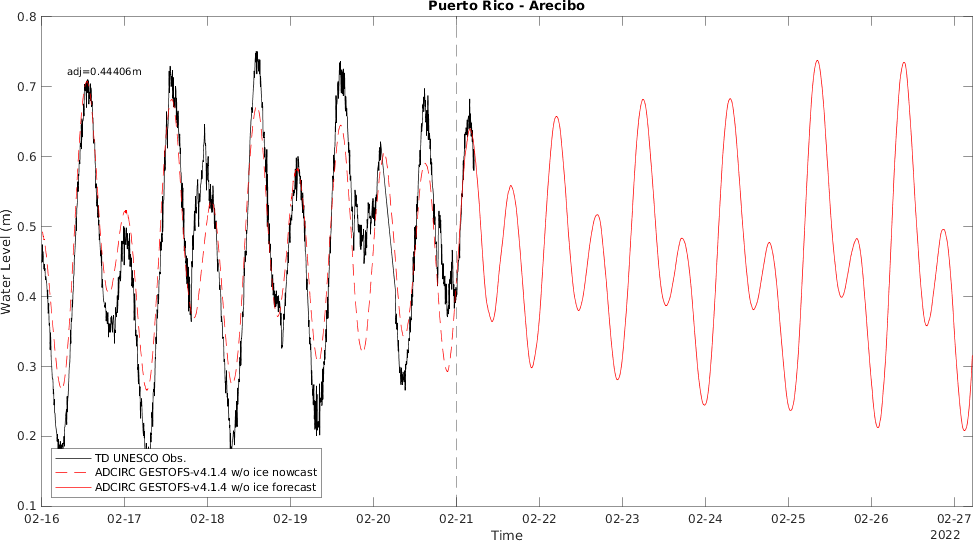 Puerto Rico - Arecibo
0.8
0.7
0.6
0.5
0.4
0.3
0.2
0.1
Water Level (m)
adj=0.44406m
TD UNESCO Obs.
ADCIRC GESTOFS-v4.1.4 w/o ice nowcast
ADCIRC GESTOFS-v4.1.4 w/o ice forecast
02-16 02-17 02-18 02-19 02-20 02-21 02-22 02-23 02-24 02-25 02-26 02-27
Time
2022